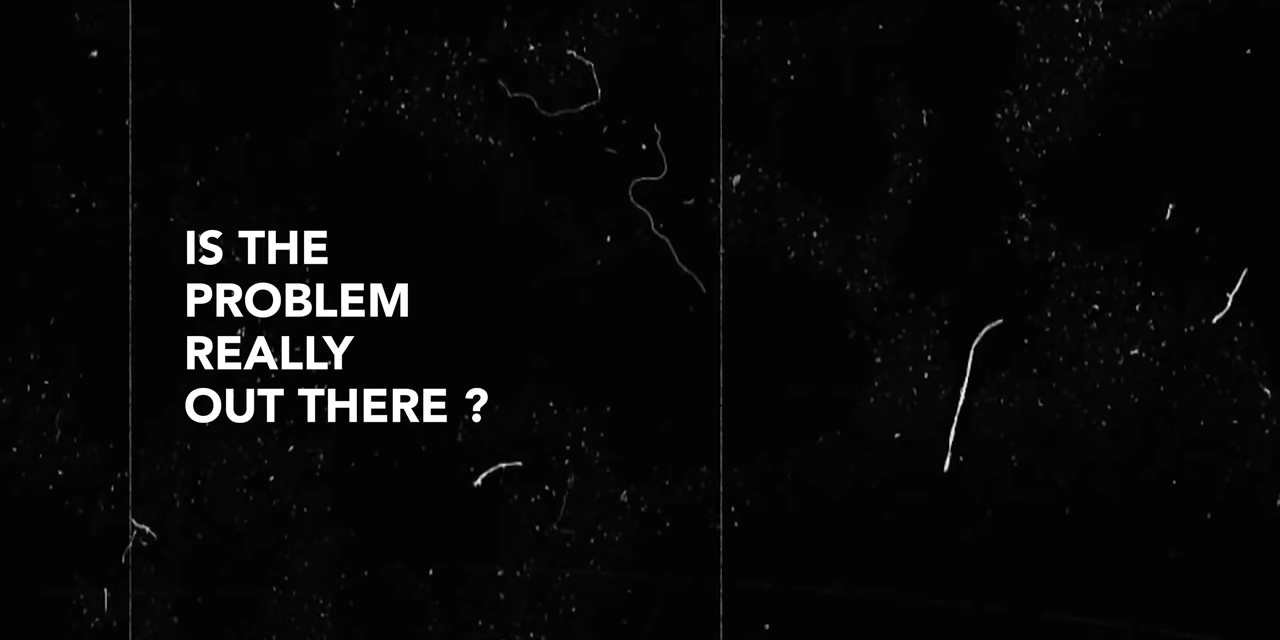 IS THE
PROBLEM
REALLY
OUT THERE ?